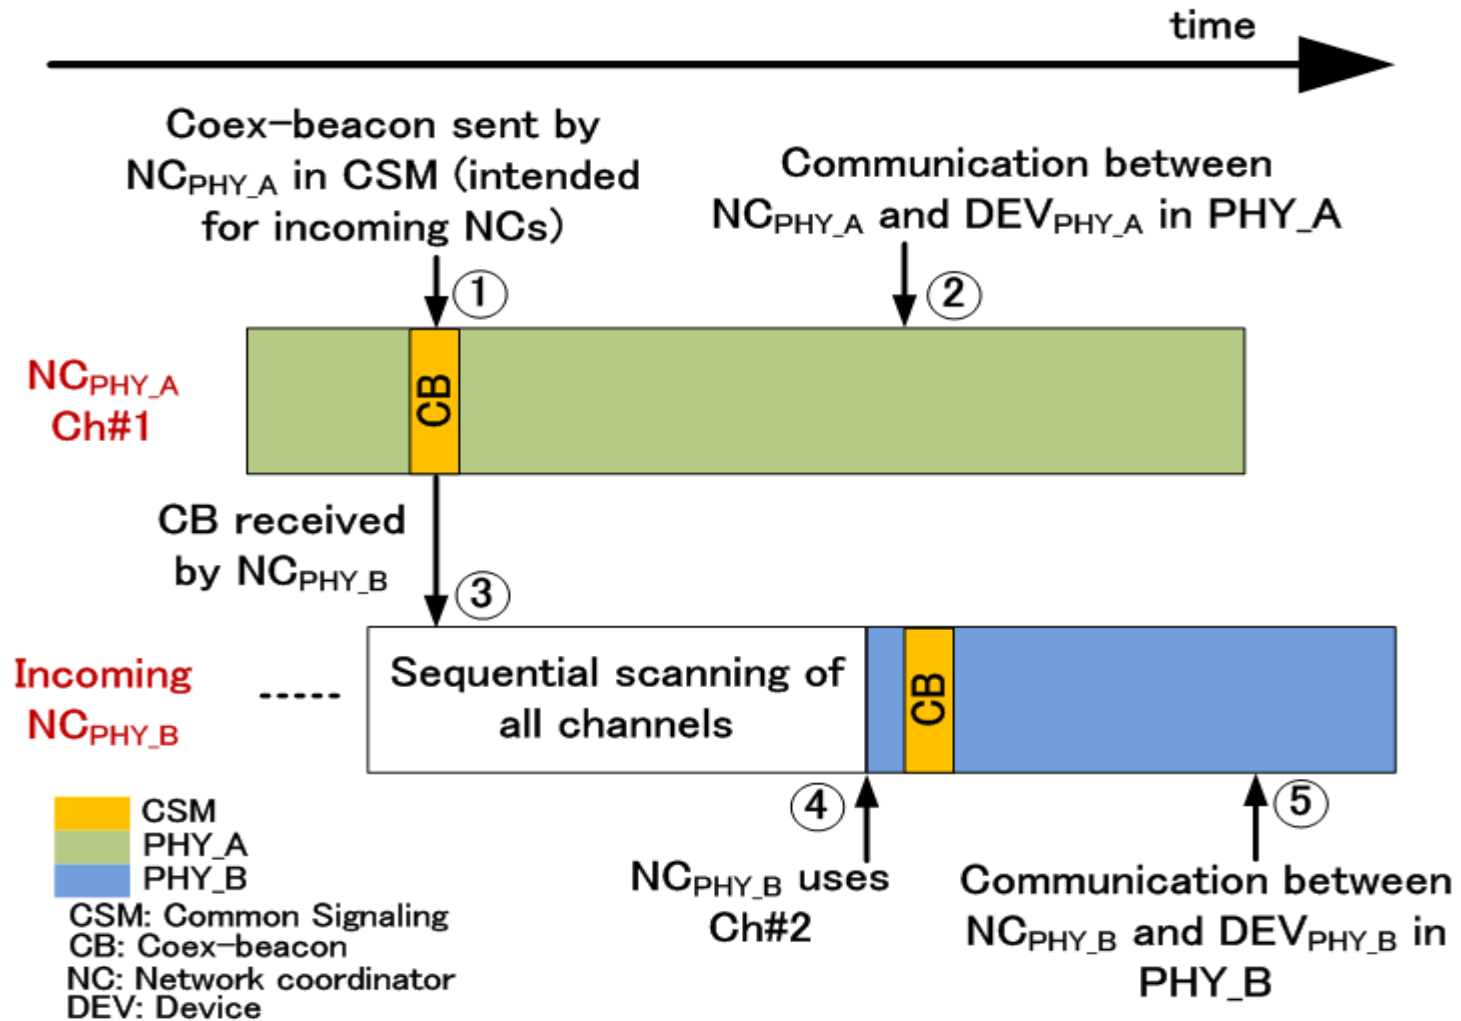 time
Coex-beacon sent by
NCPHY_A in CSM (intended
for incoming NCs)
Communication between
NCPHY_A and DEVPHY_A in PHY_A
1
2
NCPHY_A
Ch#1
CB
CB received
by NCPHY_B
3
Incoming
NCPHY_B
Sequential scanning of
all channels
CB
4
5
NCPHY_B uses
Ch#2
Communication between
NCPHY_B and DEVPHY_B in
PHY_B
CSM
PHY_A
PHY_B
CSM: Common Signaling
CB: Coex-beacon
NC: Network coordinator
DEV: Device